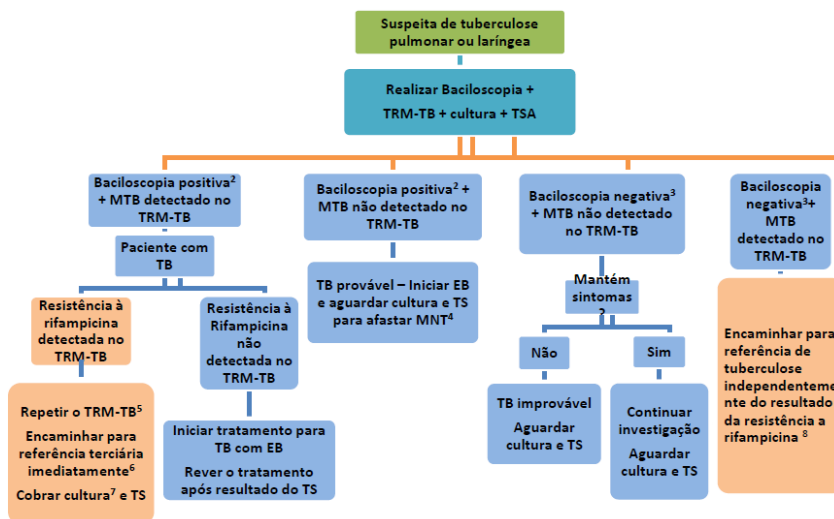 Suspeita de tuberculose
pulmonar ou laríngea
Realizar Baciloscopia +
TRM-TB + cultura + TSA
Baciloscopia positiva²
+ MTB detectado no
TRM-TB
Baciloscopia positiva² +
MTB não detectado no
TRM-TB
Baciloscopia negativa³
+ MTB não detectado
no TRM-TB
Baciloscopia
negativa³+
MTB
detectado no
TRM-TB
Paciente com
TB
TB provável – Iniciar EB
e aguardar cultura e TS
para afastar MNT⁴
Mantém
sintomas
?
Resistência à
rifampicina
detectada no
TRM-TB
Resistência à
Rifampicina
não
detectada no
TRM-TB
Não
Sim
Encaminhar para
referência de
tuberculose
independenteme
nte do resultado
da resistência a
rifampicina ⁸
Repetir o TRM-TB⁵
Encaminhar para
referência terciária
imediatamente⁶
Cobrar cultura⁷ e TS
Iniciar tratamento para
TB com EB
Rever o tratamento
após resultado do TS
TB improvável
Aguardar
cultura e TS
Continuar
investigação
Aguardar
cultura e TS